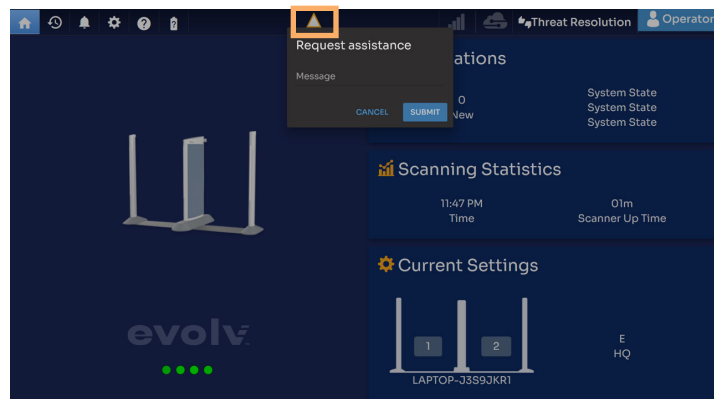 Threat Resolution
Operator
Request assistance
Message
CANCEL
SUBMIT
ations
0
New
System State
System State
System State
Scanning Statistics
11:47 PM
Time
01m
Scanner Up Time
Current Settings
1
2
LAPTOP-J3S9JKR1
E
HQ
evolv